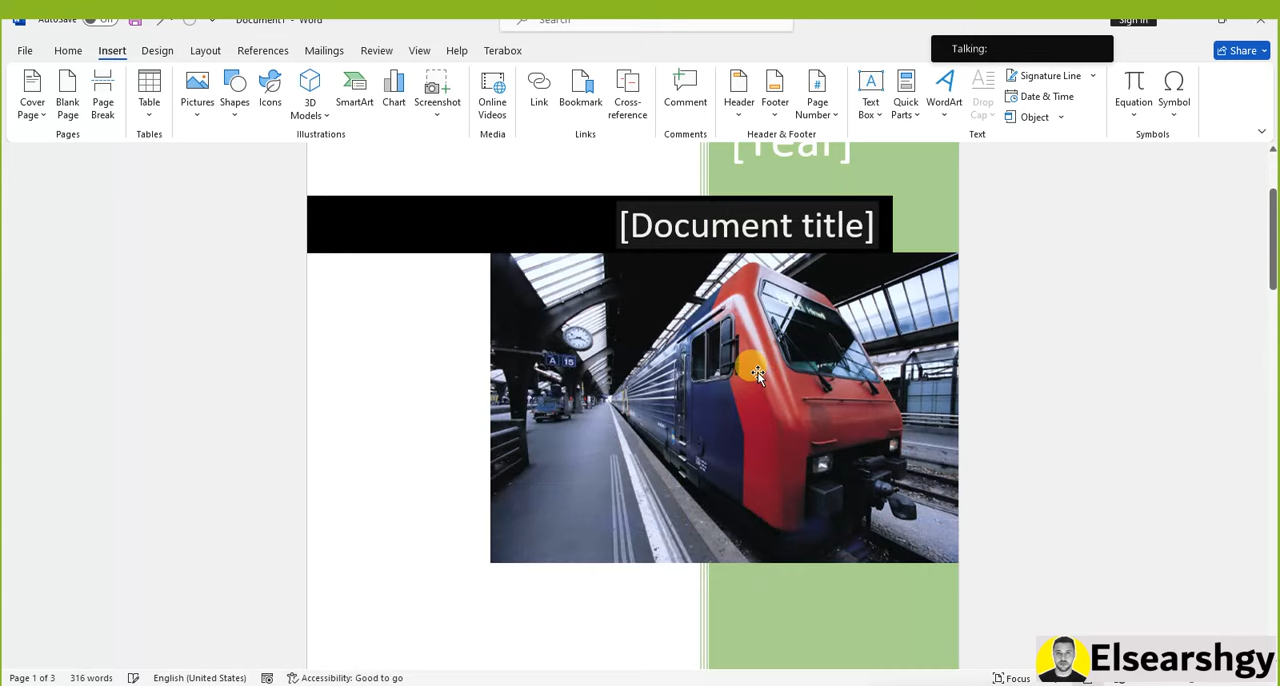 AutoSave Off Document1 - Word Search Sign in
File Home Insert Design Layout References Mailings Review View Help Terabox Talking: Share
Cover Page Blank Page Page Break Table Pictures Shapes Icons 3D Models SmartArt Chart Screenshot Online Videos Link Bookmark Cross-reference Comment Header Footer Page Number Text Box Quick Parts WordArt Drop Cap Signature Line Equation Symbol
Date & Time
Object
Pages Tables Illustrations Media Links Comments Header & Footer Text Symbols
[Year]
[Document title]
A 15
Page 1 of 3 316 words English (United States) Accessibility: Good to go Focus
Elsearshgy